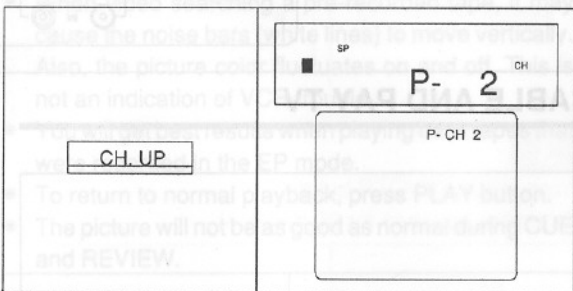 cause the noise bars (white lines) to move vertically.
Also, the picture color fluctuates on and off. This is
not an indication of VC
ABLE AND PAY TV
You will get best results when playing
were recorded in the EP mode.
To return to normal playback, press PLAY button.
The picture will not be as good as normal during CUE
and REVIEW.
CH. UP
SP
P- 2 CH
P- CH 2